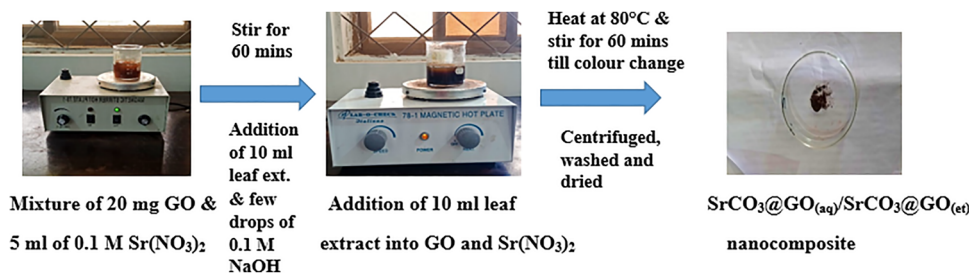 Stir for
60 mins
Addition
of 10 ml
leaf ext.
& few
drops of
0.1 M
NaOH
Heat at 80°C &
stir for 60 mins
till colour change
Centrifuged,
washed and
dried
78-1 MAGNETIC HOT PLATE
POWER
Mixture of 20 mg GO &
5 ml of 0.1 M Sr(NO₃)₂
Addition of 10 ml leaf
extract into GO and Sr(NO₃)₂
SrCO₃@GO₍aq₎/SrCO₃@GO₍et₎
nanocomposite